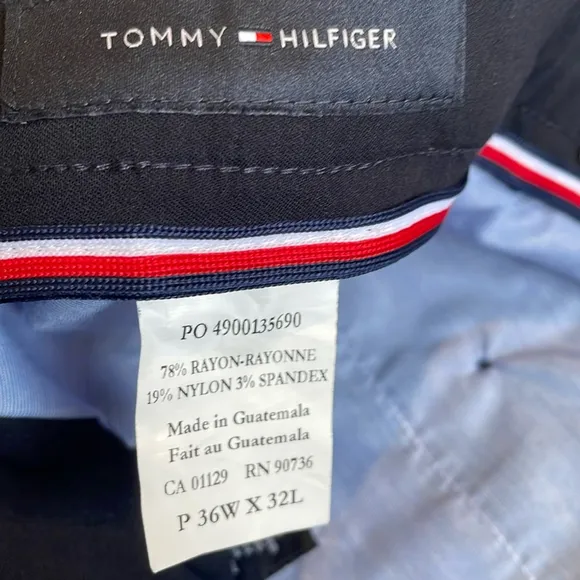 TOMMY HILFIGER
PO 4900135690
78% RAYON-RAYONNE
19% NYLON 3% SPANDEX
Made in Guatemala
Fait au Guatemala
CA 01129 RN 90736
P 36W X 32L